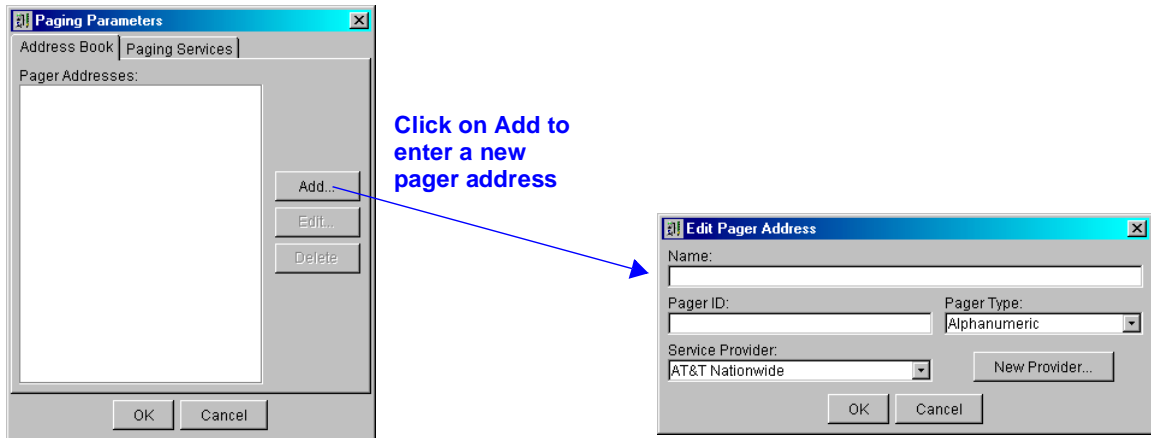 Paging Parameters
Address Book
Paging Services
Pager Addresses:
Add...
Edit...
Delete
OK
Cancel
Click on Add to
enter a new
pager address
Edit Pager Address
Name:
Pager ID:
Pager Type:
Alphanumeric
Service Provider:
AT&T Nationwide
New Provider...
OK
Cancel